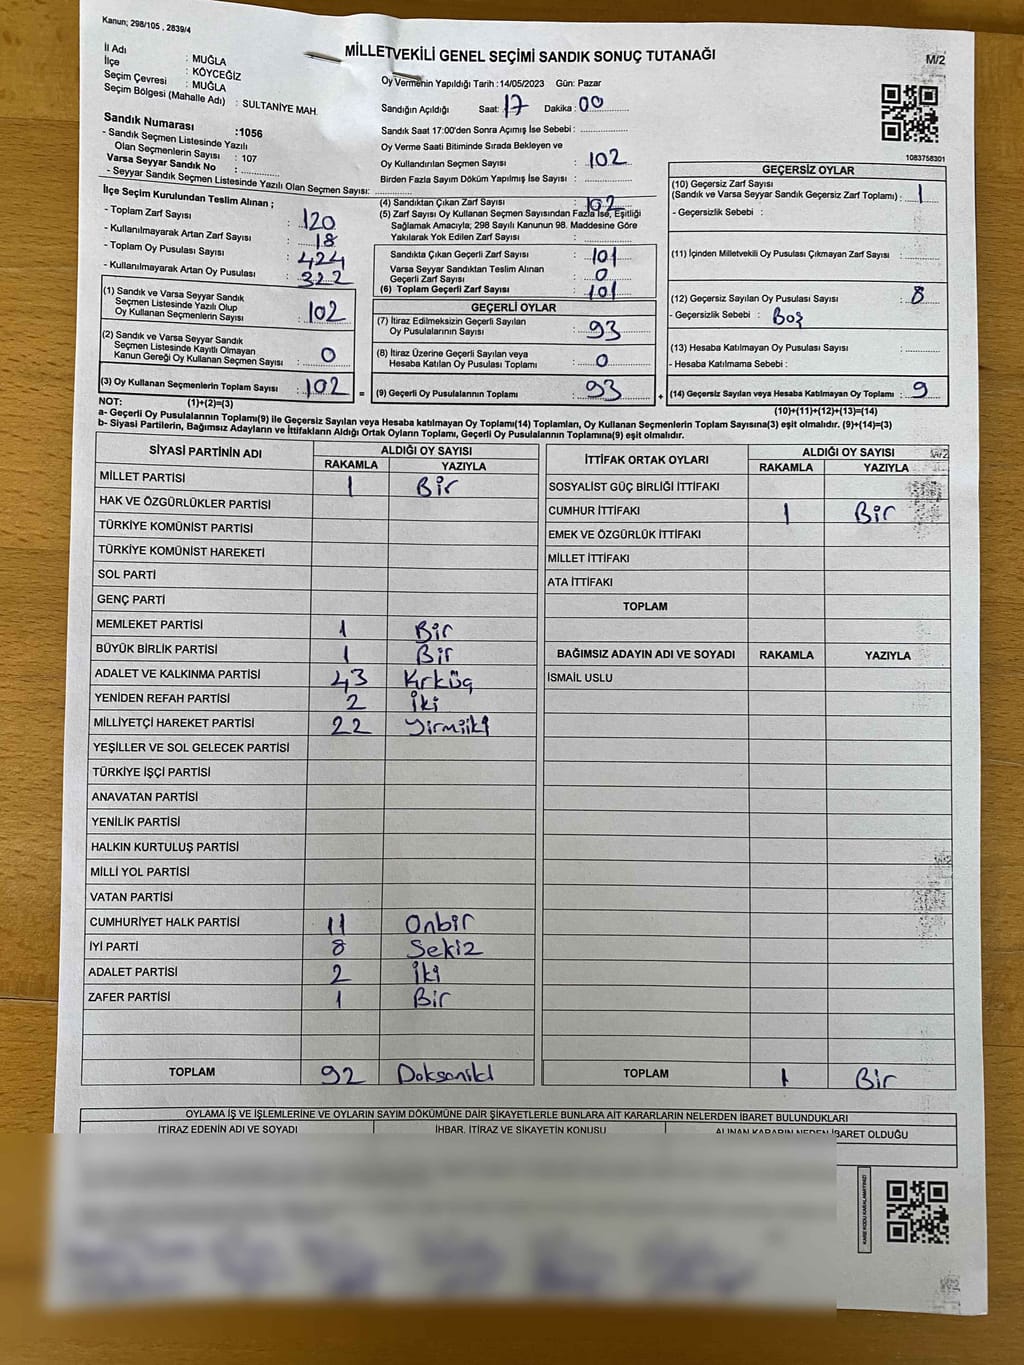 Kanun; 298/105 , 2839/4
MİLLETVEKİLİ GENEL SEÇİMİ SANDIK SONUÇ TUTANAĞI
M/2
İl Adı : MUĞLA
İlçe : KÖYCEĞİZ
Seçim Çevresi : MUĞLA
Seçim Bölgesi (Mahalle Adı) : SULTANİYE MAH.
Sandık Numarası :1056
- Sandık Seçmen Listesinde Yazılı
Olan Seçmenlerin Sayısı : 107
Varsa Seyyar Sandık No :
- Seyyar Sandık Seçmen Listesinde Yazılı Olan Seçmen Sayısı:
Oy Vermenin Yapıldığı Tarih :14/05/2023 Gün: Pazar
Sandığın Açıldığı Saat: 17 Dakika : 00
Sandık Saat 17:00'den Sonra Açımış İse Sebebi :
Oy Verme Saati Bitiminde Sırada Bekleyen ve
Oy Kullandırılan Seçmen Sayısı : 102
Birden Fazla Sayım Döküm Yapılmış İse Sayısı :
1083758301
İlçe Seçim Kurulundan Teslim Alınan ;
- Toplam Zarf Sayısı : 120
- Kullanılmayarak Artan Zarf Sayısı : 18
- Toplam Oy Pusulası Sayısı : 424
- Kullanılmayarak Artan Oy Pusulası : 322
(1) Sandık ve Varsa Seyyar Sandık
Seçmen Listesinde Yazılı Olup
Oy Kullanan Seçmenlerin Sayısı : 102
(2) Sandık ve Varsa Seyyar Sandık
Seçmen Listesinde Kayıtlı Olmayan
Kanun Gereği Oy Kullanan Seçmen Sayısı : 0
(3) Oy Kullanan Seçmenlerin Toplam Sayısı : 102 =
(4) Sandıktan Çıkan Zarf Sayısı : 102
(5) Zarf Sayısı Oy Kullanan Seçmen Sayısından Fazla İse, Eşitliği
Sağlamak Amacıyla; 298 Sayılı Kanunun 98. Maddesine Göre
Yakılarak Yok Edilen Zarf Sayısı :
Sandıkta Çıkan Geçerli Zarf Sayısı : 101
Varsa Seyyar Sandıktan Teslim Alınan
Geçerli Zarf Sayısı : 0
(6) Toplam Geçerli Zarf Sayısı : 101
GEÇERLİ OYLAR
(7) İtiraz Edilmeksizin Geçerli Sayılan
Oy Pusulalarının Sayısı : 93
(8) İtiraz Üzerine Geçerli Sayılan veya
Hesaba Katılan Oy Pusulası Toplamı : 0
(9) Geçerli Oy Pusulalarının Toplamı : 93 +
GEÇERSİZ OYLAR
(10) Geçersiz Zarf Sayısı
(Sandık ve Varsa Seyyar Sandık Geçersiz Zarf Toplamı) : 1
- Geçersizlik Sebebi :
(11) İçinden Milletvekili Oy Pusulası Çıkmayan Zarf Sayısı :
(12) Geçersiz Sayılan Oy Pusulası Sayısı : 8
- Geçersizlik Sebebi : Boş
(13) Hesaba Katılmayan Oy Pusulası Sayısı :
- Hesaba Katılmama Sebebi :
(14) Geçersiz Sayılan veya Hesaba Katılmayan Oy Toplamı : 9
NOT: (1)+(2)=(3)
(10)+(11)+(12)+(13)=(14)
a- Geçerli Oy Pusulalarının Toplamı(9) ile Geçersiz Sayılan veya Hesaba katılmayan Oy Toplamı(14) Toplamları, Oy Kullanan Seçmenlerin Toplam Sayısına(3) eşit olmalıdır. (9)+(14)=(3)
b- Siyasi Partilerin, Bağımsız Adayların ve İttifakların Aldığı Ortak Oyların Toplamı, Geçerli Oy Pusulalarının Toplamına(9) eşit olmalıdır.
SİYASİ PARTİNİN ADI ALDIĞI OY SAYISI
RAKAMLA YAZIYLA
MİLLET PARTİSİ 1 Bir
HAK VE ÖZGÜRLÜKLER PARTİSİ
TÜRKİYE KOMÜNİST PARTİSİ
TÜRKİYE KOMÜNİST HAREKETİ
SOL PARTİ
GENÇ PARTİ
MEMLEKET PARTİSİ 1 Bir
BÜYÜK BİRLİK PARTİSİ 1 Bir
ADALET VE KALKINMA PARTİSİ 43 Kırküç
YENİDEN REFAH PARTİSİ 2 İki
MİLLİYETÇİ HAREKET PARTİSİ 22 Yirmiiki
YEŞİLLER VE SOL GELECEK PARTİSİ
TÜRKİYE İŞÇİ PARTİSİ
ANAVATAN PARTİSİ
YENİLİK PARTİSİ
HALKIN KURTULUŞ PARTİSİ
MİLLİ YOL PARTİSİ
VATAN PARTİSİ
CUMHURİYET HALK PARTİSİ 11 Onbir
İYİ PARTİ 8 Sekiz
ADALET PARTİSİ 2 İki
ZAFER PARTİSİ 1 Bir
TOPLAM 92 Doksaniki
İTTİFAK ORTAK OYLARI ALDIĞI OY SAYISI
RAKAMLA YAZIYLA
SOSYALİST GÜÇ BİRLİĞİ İTTİFAKI
CUMHUR İTTİFAKI 1 Bir
EMEK VE ÖZGÜRLÜK İTTİFAKI
MİLLET İTTİFAKI
ATA İTTİFAKI
TOPLAM
BAĞIMSIZ ADAYIN ADI VE SOYADI RAKAMLA YAZIYLA
İSMAİL USLU
TOPLAM 1 Bir
OYLAMA İŞ VE İŞLEMLERİNE VE OYLARIN SAYIM DÖKÜMÜNE DAİR ŞİKAYETLERLE BUNLARA AİT KARARLARIN NELERDEN İBARET BULUNDUKLARI
İTİRAZ EDENİN ADI VE SOYADI İHBAR, İTİRAZ VE ŞİKAYETİN KONUSU ALINAN KARARIN NEDEN İBARET OLDUĞU
KARE KODU KARALAMAYINIZ!